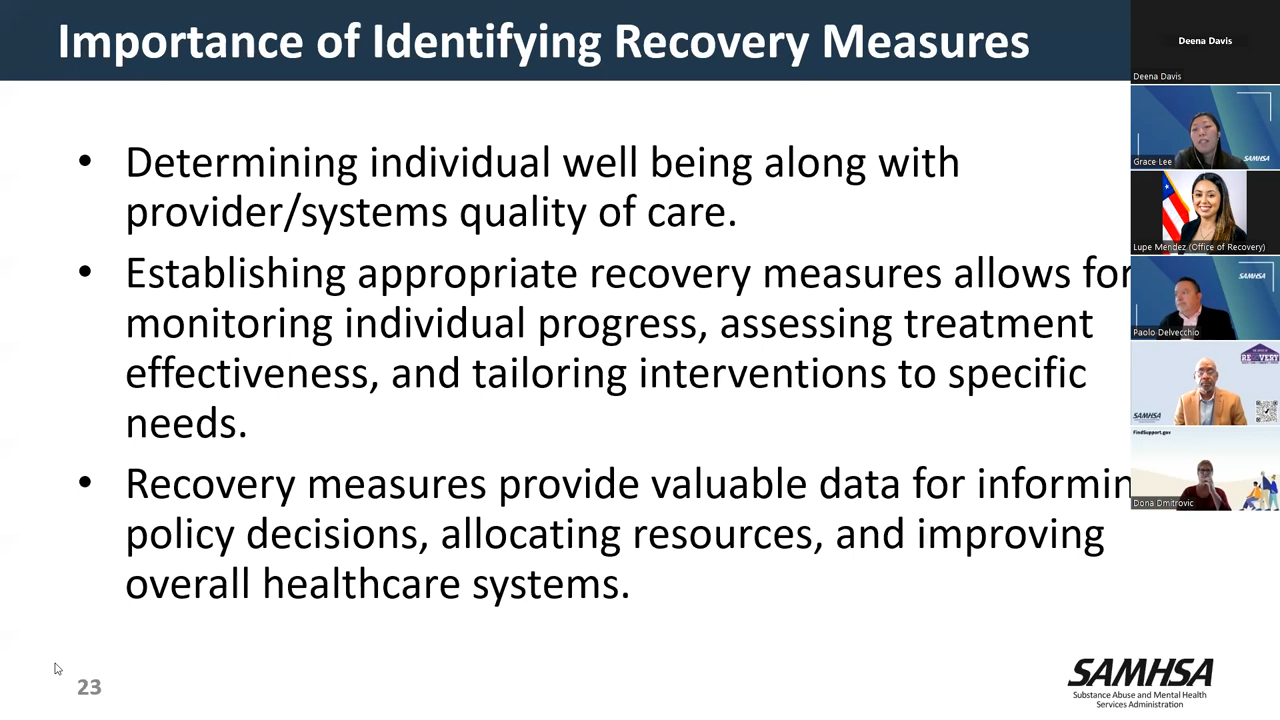 Importance of Identifying Recovery Measures
• Determining individual well being along with
provider/systems quality of care.
• Establishing appropriate recovery measures allows for
monitoring individual progress, assessing treatment
effectiveness, and tailoring interventions to specific
needs.
• Recovery measures provide valuable data for informin
policy decisions, allocating resources, and improving
overall healthcare systems.
23
SAMHSA
Substance Abuse and Mental Health
Services Administration
Deena Davis
Deena Davis
SAMHSA
Grace Lee
Lupe Mendez (Office of Recovery)
SAMHSA
Paolo Delvecchio
SAMHSA
FindSupport.gov
Dona Dmitrovic